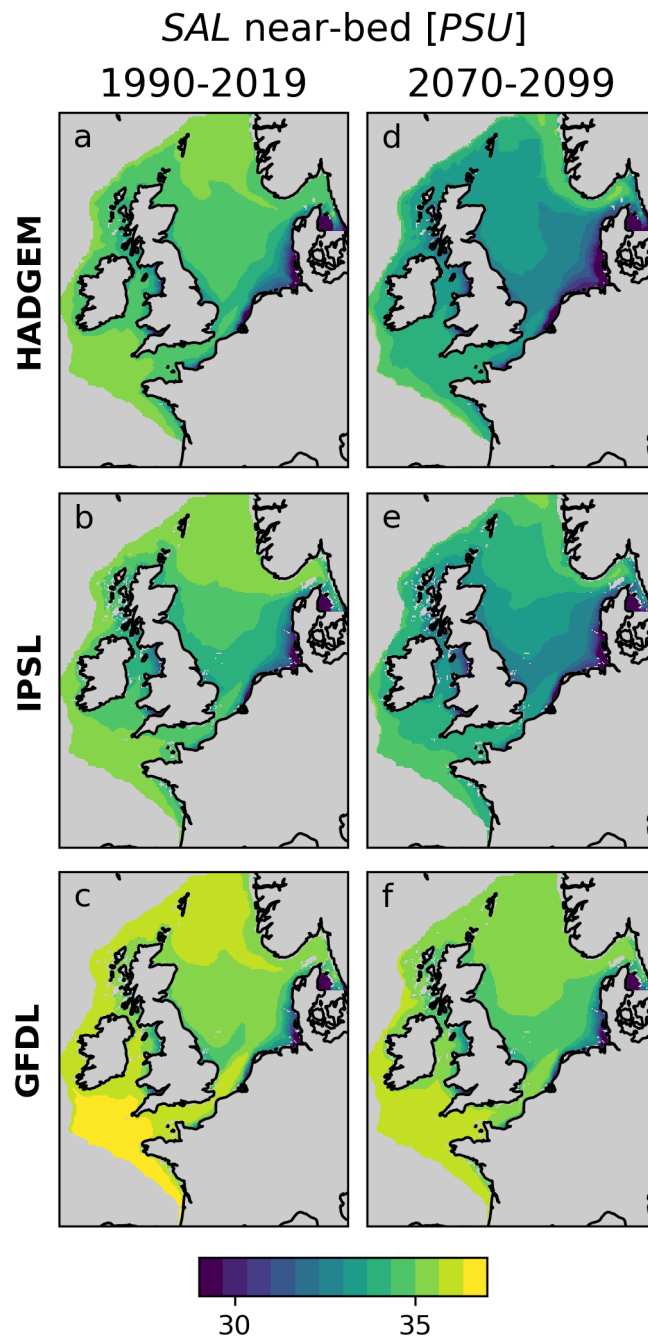 SAL near-bed [PSU]
1990-2019 2070-2099
HADGEM
a d
IPSL
b e
GFDL
c f
30 35